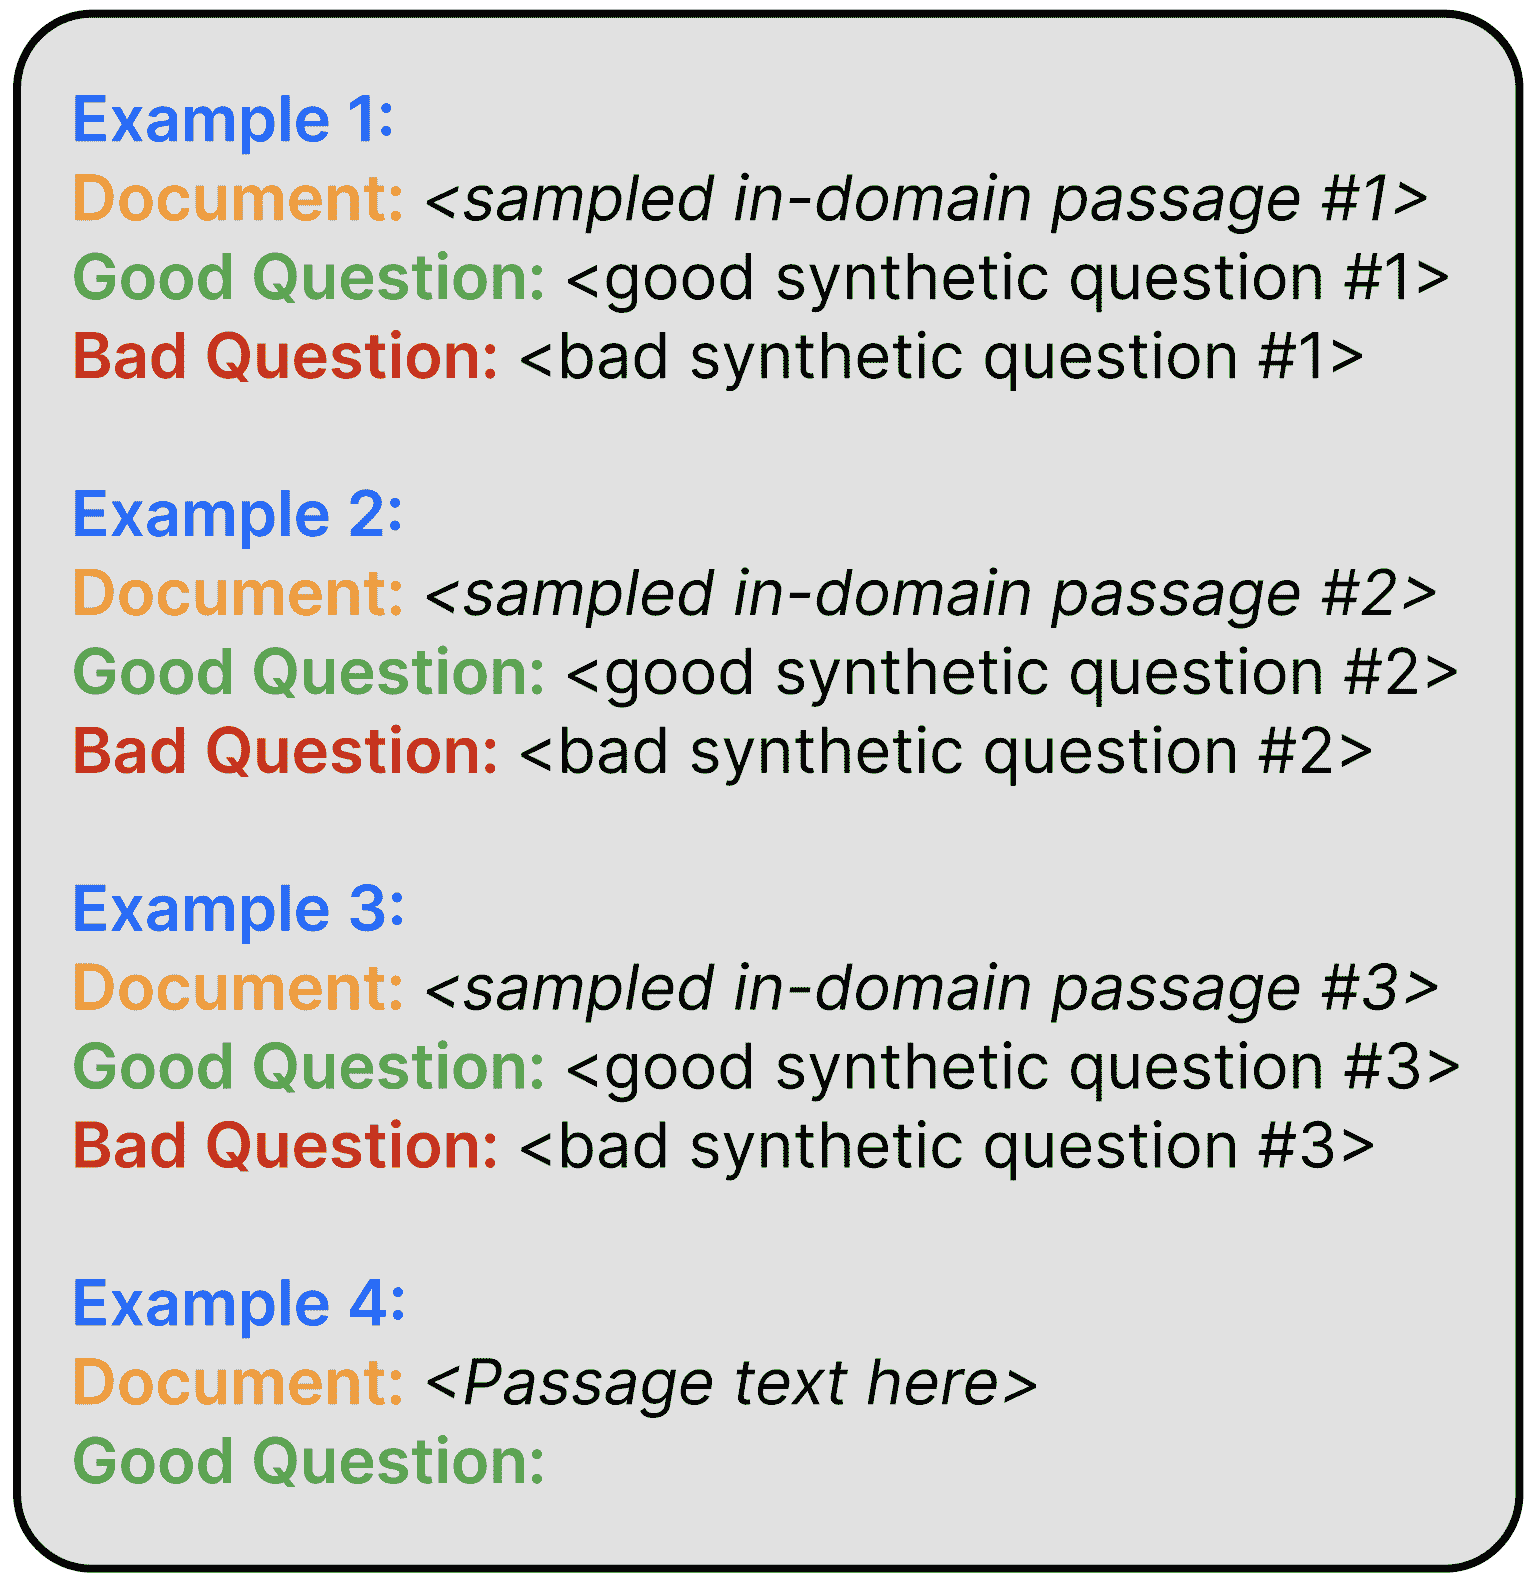 Example 1:
Document: <sampled in-domain passage #1>
Good Question: <good synthetic question #1>
Bad Question: <bad synthetic question #1>
Example 2:
Document: <sampled in-domain passage #2>
Good Question: <good synthetic question #2>
Bad Question: <bad synthetic question #2>
Example 3:
Document: <sampled in-domain passage #3>
Good Question: <good synthetic question #3>
Bad Question: <bad synthetic question #3>
Example 4:
Document: <Passage text here>
Good Question: